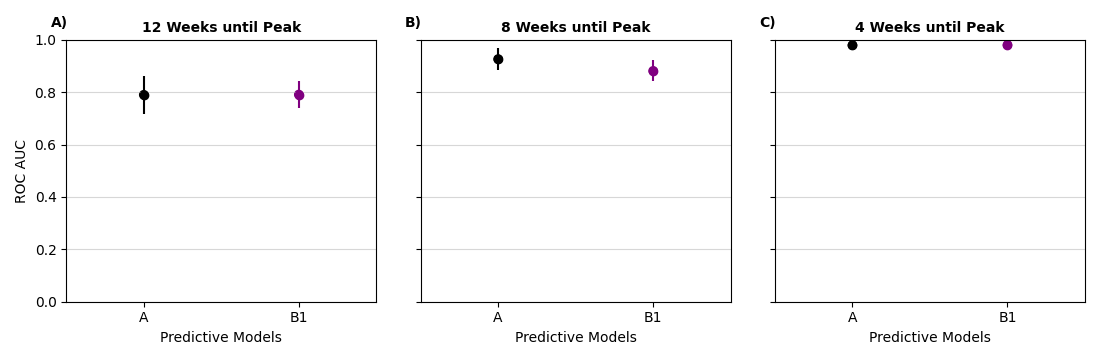 A)
12 Weeks until Peak
1.0
0.8
0.6
0.4
0.2
0.0
ROC AUC
A
B1
Predictive Models
B)
8 Weeks until Peak
A
B1
Predictive Models
C)
4 Weeks until Peak
A
B1
Predictive Models